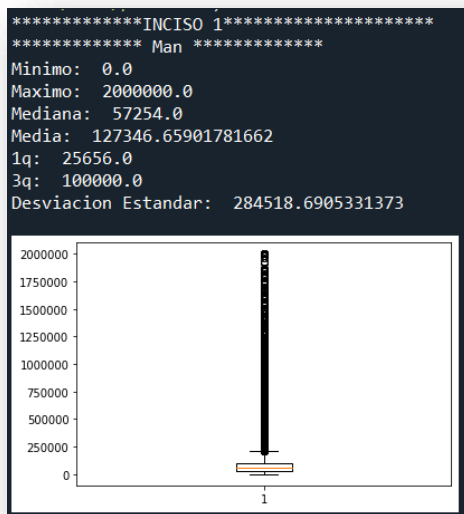 *************INCISO 1*********************
************* Man *************
Minimo:  0.0
Maximo:  2000000.0
Mediana:  57254.0
Media:  127346.65901781662
1q:  25656.0
3q:  100000.0
Desviacion Estandar:  284518.6905331373
2000000
1750000
1500000
1250000
1000000
750000
500000
250000
0
1